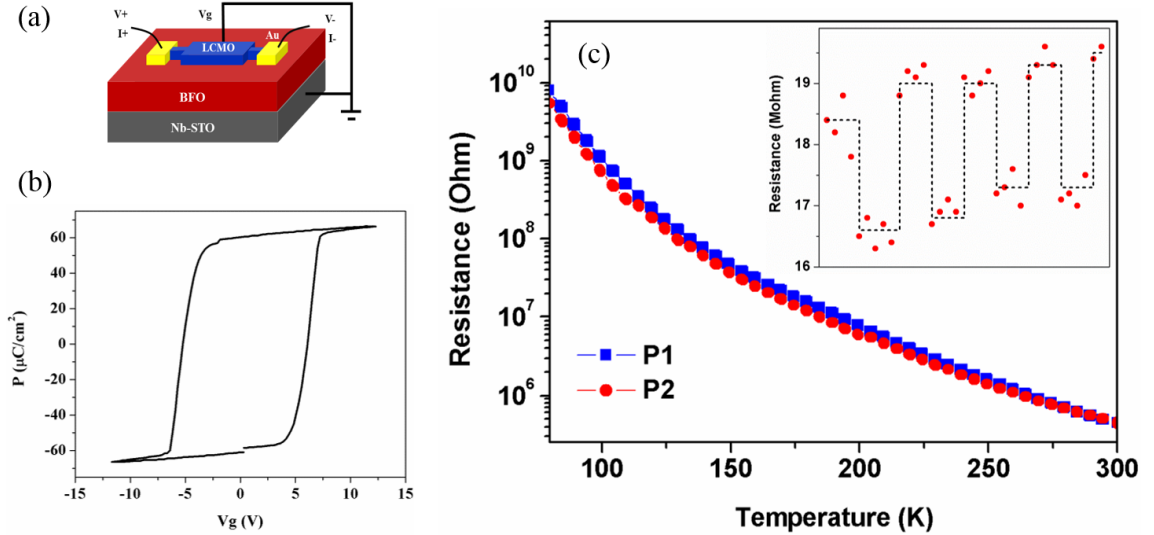 (a)
V+
I+
Vg
V-
I-
Au
LCMO
BFO
Nb-STO
(b)
P (μC/cm²)
60
40
20
0
-20
-40
-60
-15 -10 -5 0 5 10 15
Vg (V)
(c)
Resistance (Ohm)
10¹⁰
10⁹
10⁸
10⁷
10⁶
P1
P2
100 150 200 250 300
Temperature (K)
Resistance (Mohm)
19
18
17
16